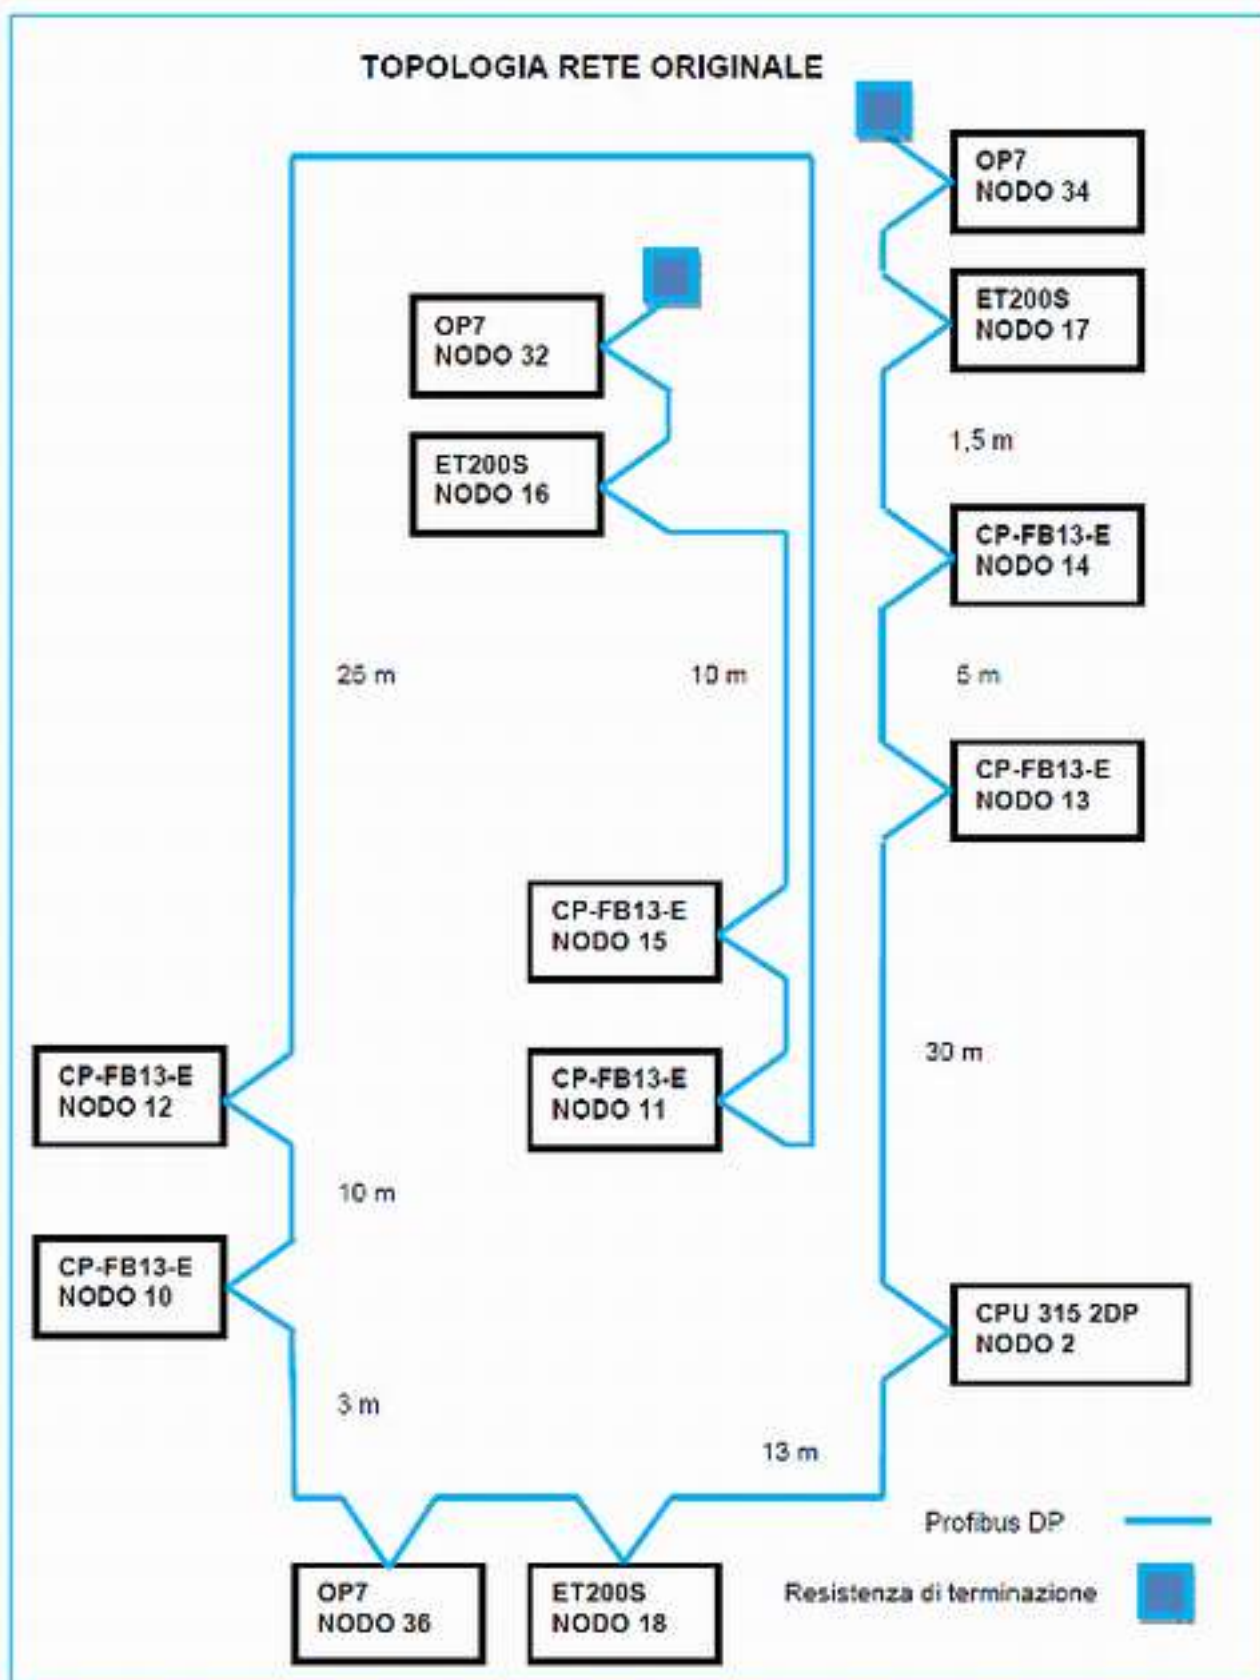 TOPOLOGIA RETE ORIGINALE
OP7
NODO 34
ET200S
NODO 17
OP7
NODO 32
ET200S
NODO 16
1,5 m
CP-FB13-E
NODO 14
25 m
10 m
5 m
CP-FB13-E
NODO 13
CP-FB13-E
NODO 15
30 m
CP-FB13-E
NODO 12
CP-FB13-E
NODO 11
10 m
CP-FB13-E
NODO 10
CPU 315 2DP
NODO 2
3 m
13 m
Profibus DP
OP7
NODO 36
ET200S
NODO 18
Resistenza di terminazione